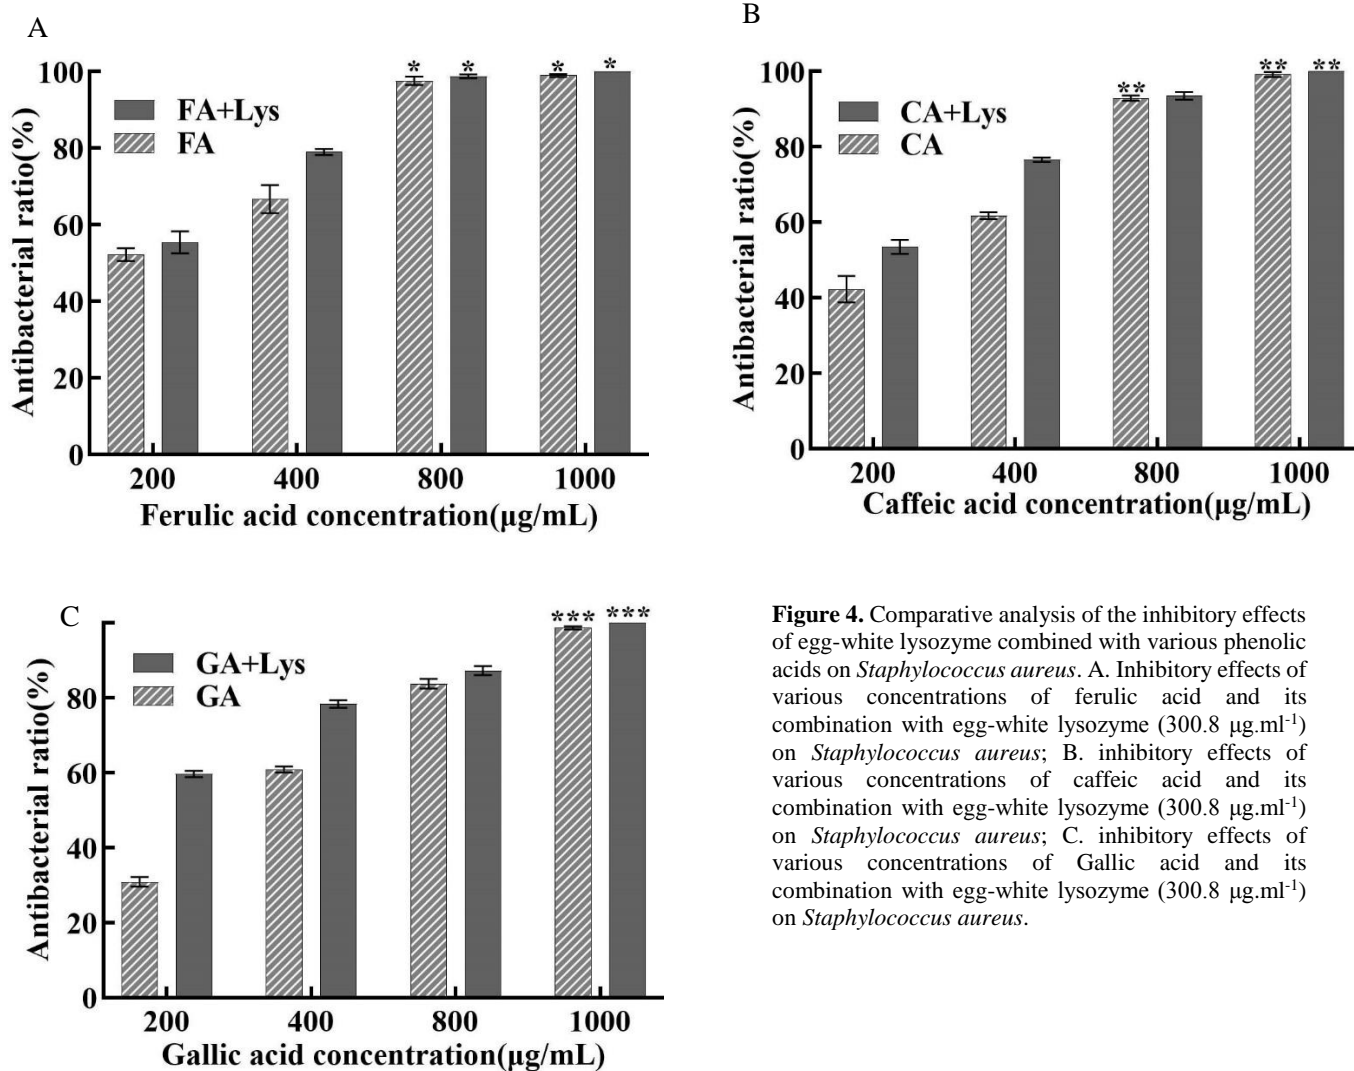 A
Antibacterial ratio(%)
100
80
60
40
20
0
FA+Lys
FA
* * * *
200 400 800 1000
Ferulic acid concentration(μg/mL)
B
Antibacterial ratio(%)
100
80
60
40
20
0
CA+Lys
CA
** ** **
200 400 800 1000
Caffeic acid concentration(μg/mL)
C
Antibacterial ratio(%)
80
60
40
20
0
GA+Lys
GA
*** ***
200 400 800 1000
Gallic acid concentration(μg/mL)
Figure 4. Comparative analysis of the inhibitory effects
of egg-white lysozyme combined with various phenolic
acids on Staphylococcus aureus. A. Inhibitory effects of
various concentrations of ferulic acid and its
combination with egg-white lysozyme (300.8 μg.ml⁻¹)
on Staphylococcus aureus; B. inhibitory effects of
various concentrations of caffeic acid and its
combination with egg-white lysozyme (300.8 μg.ml⁻¹)
on Staphylococcus aureus; C. inhibitory effects of
various concentrations of Gallic acid and its
combination with egg-white lysozyme (300.8 μg.ml⁻¹)
on Staphylococcus aureus.